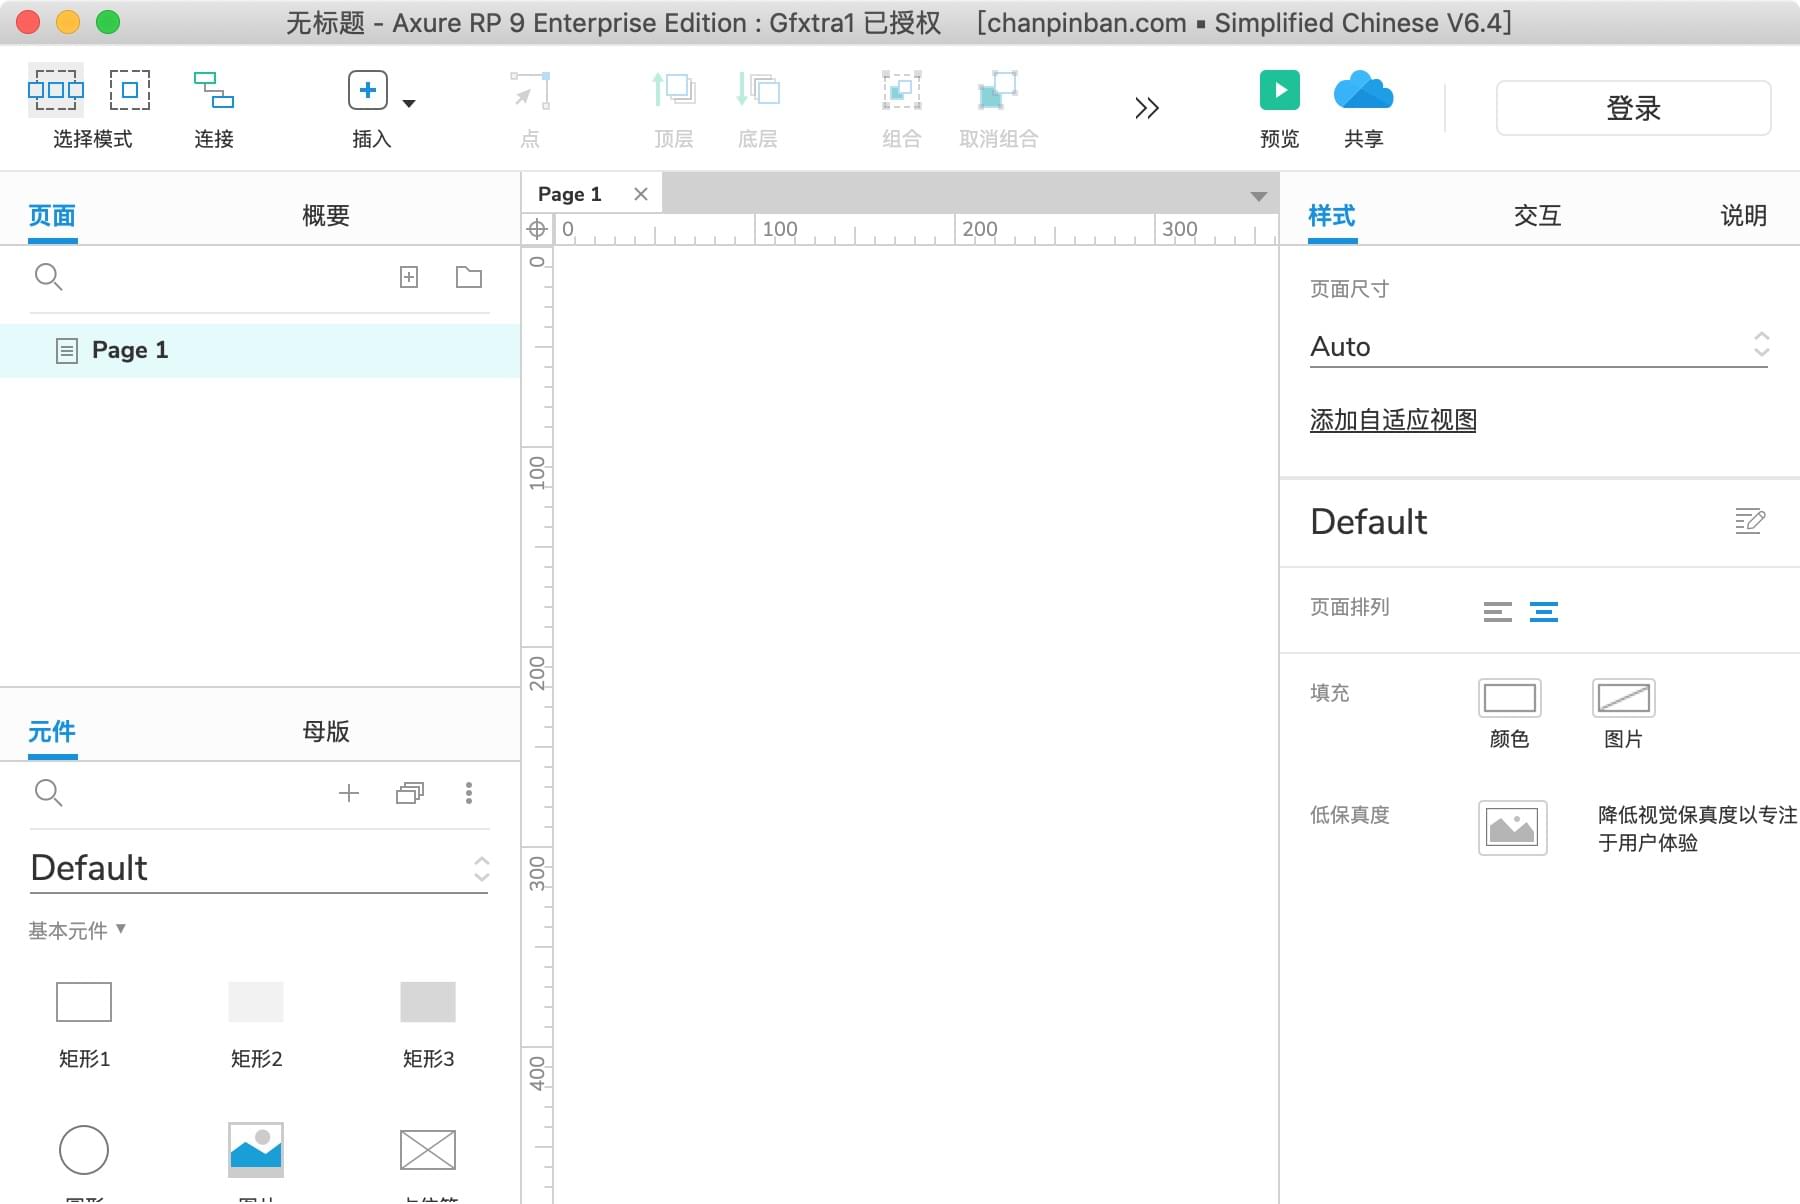 无标题 - Axure RP 9 Enterprise Edition : Gfxtra1 已授权 [chanpinban.com ▪ Simplified Chinese V6.4]
选择模式 连接 插入 点 顶层 底层 组合 取消组合 预览 共享 登录
页面 概要
Page 1
Page 1
0 100 200 300
0
100
200
300
400
样式 交互 说明
页面尺寸
Auto
添加自适应视图
Default
页面排列
填充
颜色 图片
低保真度
降低视觉保真度以专注
于用户体验
元件 母版
Default
基本元件
矩形1 矩形2 矩形3